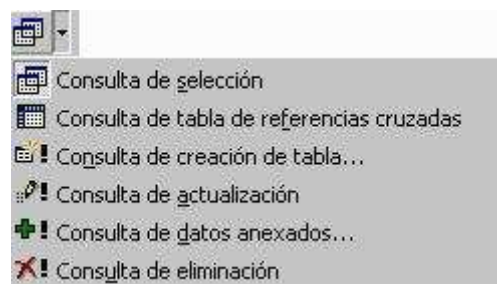 Consulta de selección
Consulta de tabla de referencias cruzadas
Consulta de creación de tabla...
Consulta de actualización
Consulta de datos anexados...
Consulta de eliminación